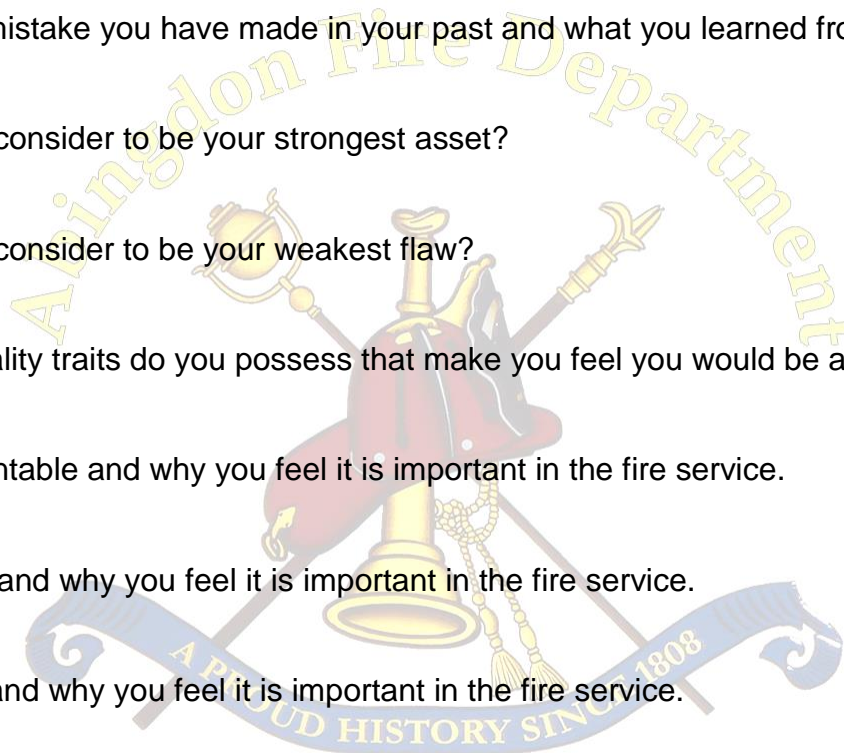 mistake you have made in your past and what you learned fro
Abingdon Fire Department
consider to be your strongest asset?
consider to be your weakest flaw?
ality traits do you possess that make you feel you would be a
ntable and why you feel it is important in the fire service.
and why you feel it is important in the fire service.
and why you feel it is important in the fire service.
A PROUD HISTORY SINCE 1808